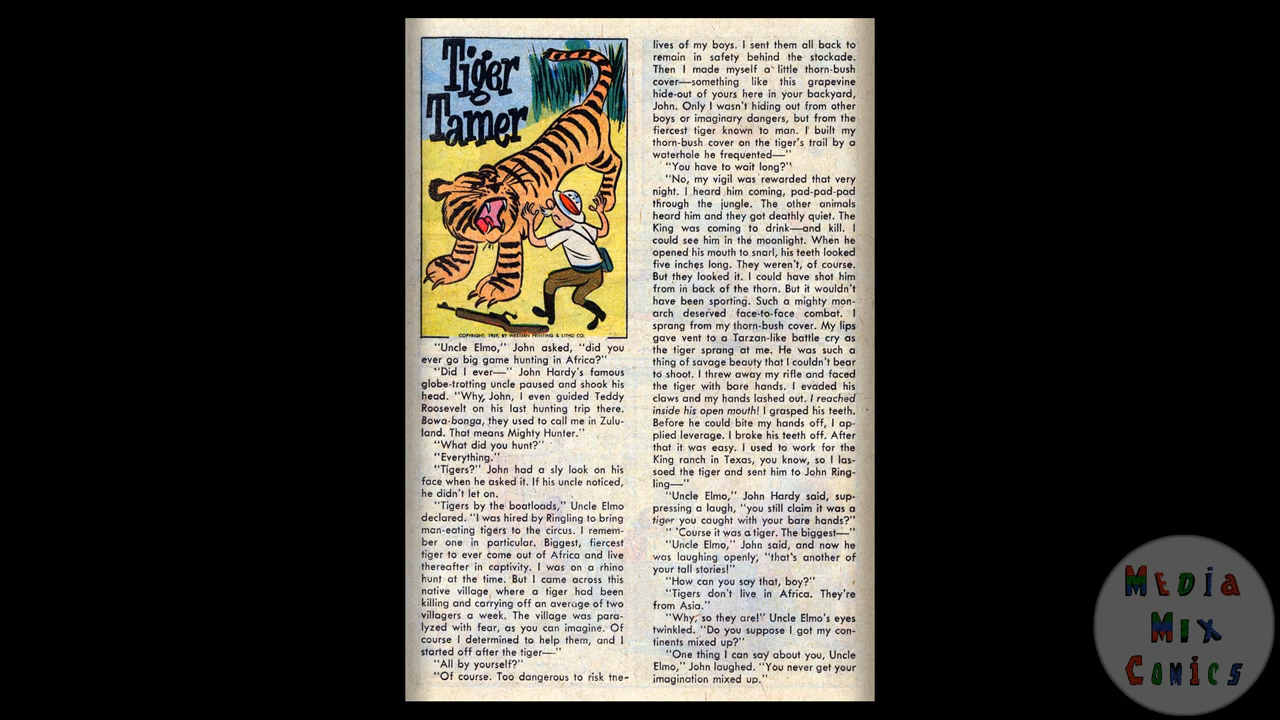 Tiger
Tamer
COPYRIGHT, 1959, BY WESTERN PRINTING & LITHO CO.
"Uncle Elmo," John asked, "did you
ever go big game hunting in Africa?"
"Did I ever—" John Hardy's famous
globe-trotting uncle paused and shook his
head. "Why, John, I even guided Teddy
Roosevelt on his last hunting trip there.
Bowa-bonga, they used to call me in Zulu-
land. That means Mighty Hunter."
"What did you hunt?"
"Everything."
"Tigers?" John had a sly look on his
face when he asked it. If his uncle noticed,
he didn't let on.
"Tigers by the boatloads," Uncle Elmo
declared. "I was hired by Ringling to bring
man-eating tigers to the circus. I remem-
ber one in particular. Biggest, fiercest
tiger to ever come out of Africa and live
thereafter in captivity. I was on a rhino
hunt at the time. But I came across this
native village where a tiger had been
killing and carrying off an average of two
villagers a week. The village was para-
lyzed with fear, as you can imagine. Of
course I determined to help them, and I
started off after the tiger—"
"All by yourself?"
"Of course. Too dangerous to risk the
lives of my boys. I sent them all back to
remain in safety behind the stockade.
Then I made myself a little thorn-bush
cover—something like this grapevine
hide-out of yours here in your backyard,
John. Only I wasn't hiding out from other
boys or imaginary dangers, but from the
fiercest tiger known to man. I built my
thorn-bush cover on the tiger's trail by a
waterhole he frequented—"
"You have to wait long?"
"No, my vigil was rewarded that very
night. I heard him coming, pad-pad-pad
through the jungle. The other animals
heard him and they got deathly quiet. The
King was coming to drink—and kill. I
could see him in the moonlight. When he
opened his mouth to snarl, his teeth looked
five inches long. They weren't, of course.
But they looked it. I could have shot him
from in back of the thorn. But it wouldn't
have been sporting. Such a mighty mon-
arch deserved face-to-face combat. I
sprang from my thorn-bush cover. My lips
gave vent to a Tarzan-like battle cry as
the tiger sprang at me. He was such a
thing of savage beauty that I couldn't bear
to shoot. I threw away my rifle and faced
the tiger with bare hands. I evaded his
claws and my hands lashed out. I reached
inside his open mouth! I grasped his teeth.
Before he could bite my hands off, I ap-
plied leverage. I broke his teeth off. After
that it was easy. I used to work for the
King ranch in Texas, you know, so I las-
soed the tiger and sent him to John Ring-
ling—"
"Uncle Elmo," John Hardy said, sup-
pressing a laugh, "you still claim it was a
tiger you caught with your bare hands?"
" 'Course it was a tiger. The biggest—"
"Uncle Elmo," John said, and now he
was laughing openly, "that's another of
your tall stories!"
"How can you say that, boy?"
"Tigers don't live in Africa. They're
from Asia."
"Why, so they are!" Uncle Elmo's eyes
twinkled. "Do you suppose I got my con-
tinents mixed up?"
"One thing I can say about you, Uncle
Elmo," John laughed. "You never get your
imagination mixed up."
MEDIA
MIX
COMICS